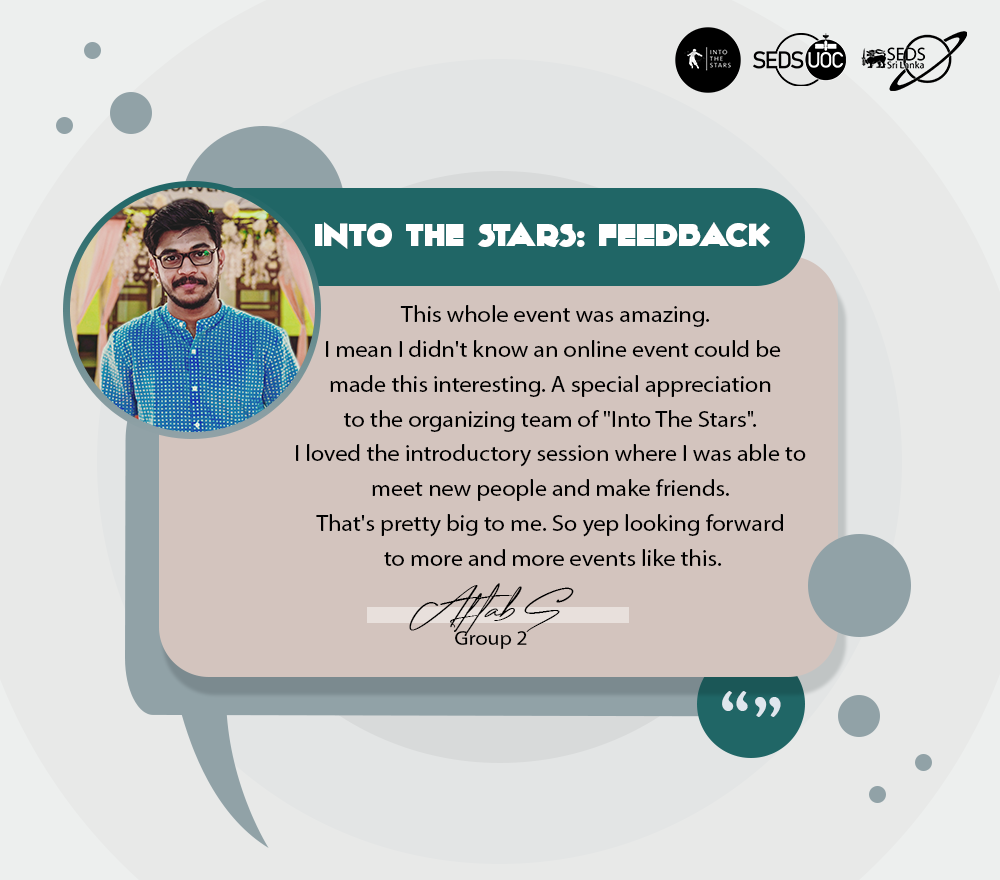 INTO
THE
STARS
SEDS UOC
SEDS
Sri Lanka
INTO THE STARS: FEEDBACK
This whole event was amazing.
I mean I didn't know an online event could be
made this interesting. A special appreciation
to the organizing team of "Into The Stars".
I loved the introductory session where I was able to
meet new people and make friends.
That's pretty big to me. So yep looking forward
to more and more events like this.
Aftab S
Group 2
“ ”